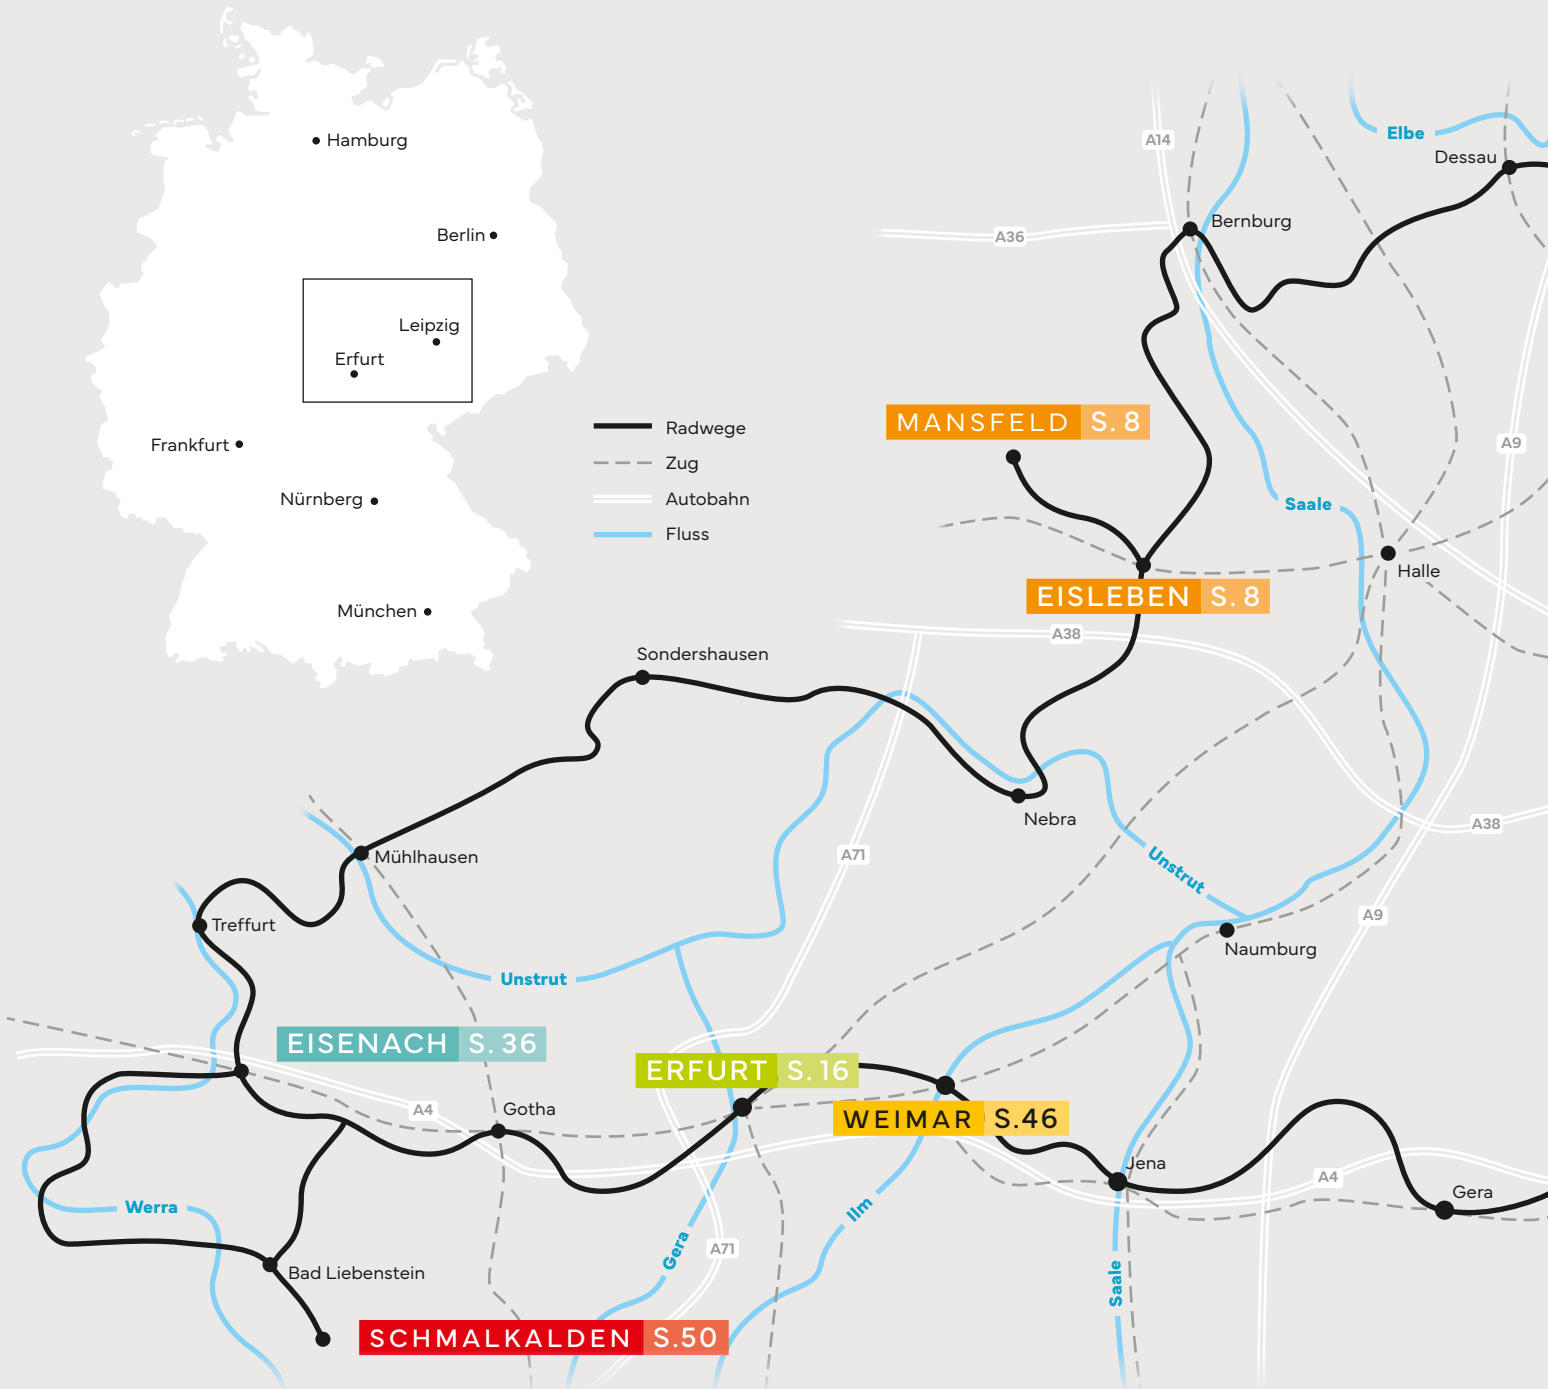 Hamburg
Berlin
Leipzig
Erfurt
Frankfurt
Nürnberg
München
Radwege
Zug
Autobahn
Fluss
A14
Elbe
Dessau
A36
Bernburg
MANSFELD S. 8
A9
Saale
Halle
EISLEBEN S. 8
A38
Sondershausen
Nebra
A38
A71
Mühlhausen
Unstrut
Treffurt
A9
Naumburg
Unstrut
EISENACH S. 36
ERFURT S. 16
A4
Gotha
WEIMAR S.46
Jena
A4
Gera
Werra
Ilm
Gera
A71
Saale
Bad Liebenstein
SCHMALKALDEN S.50